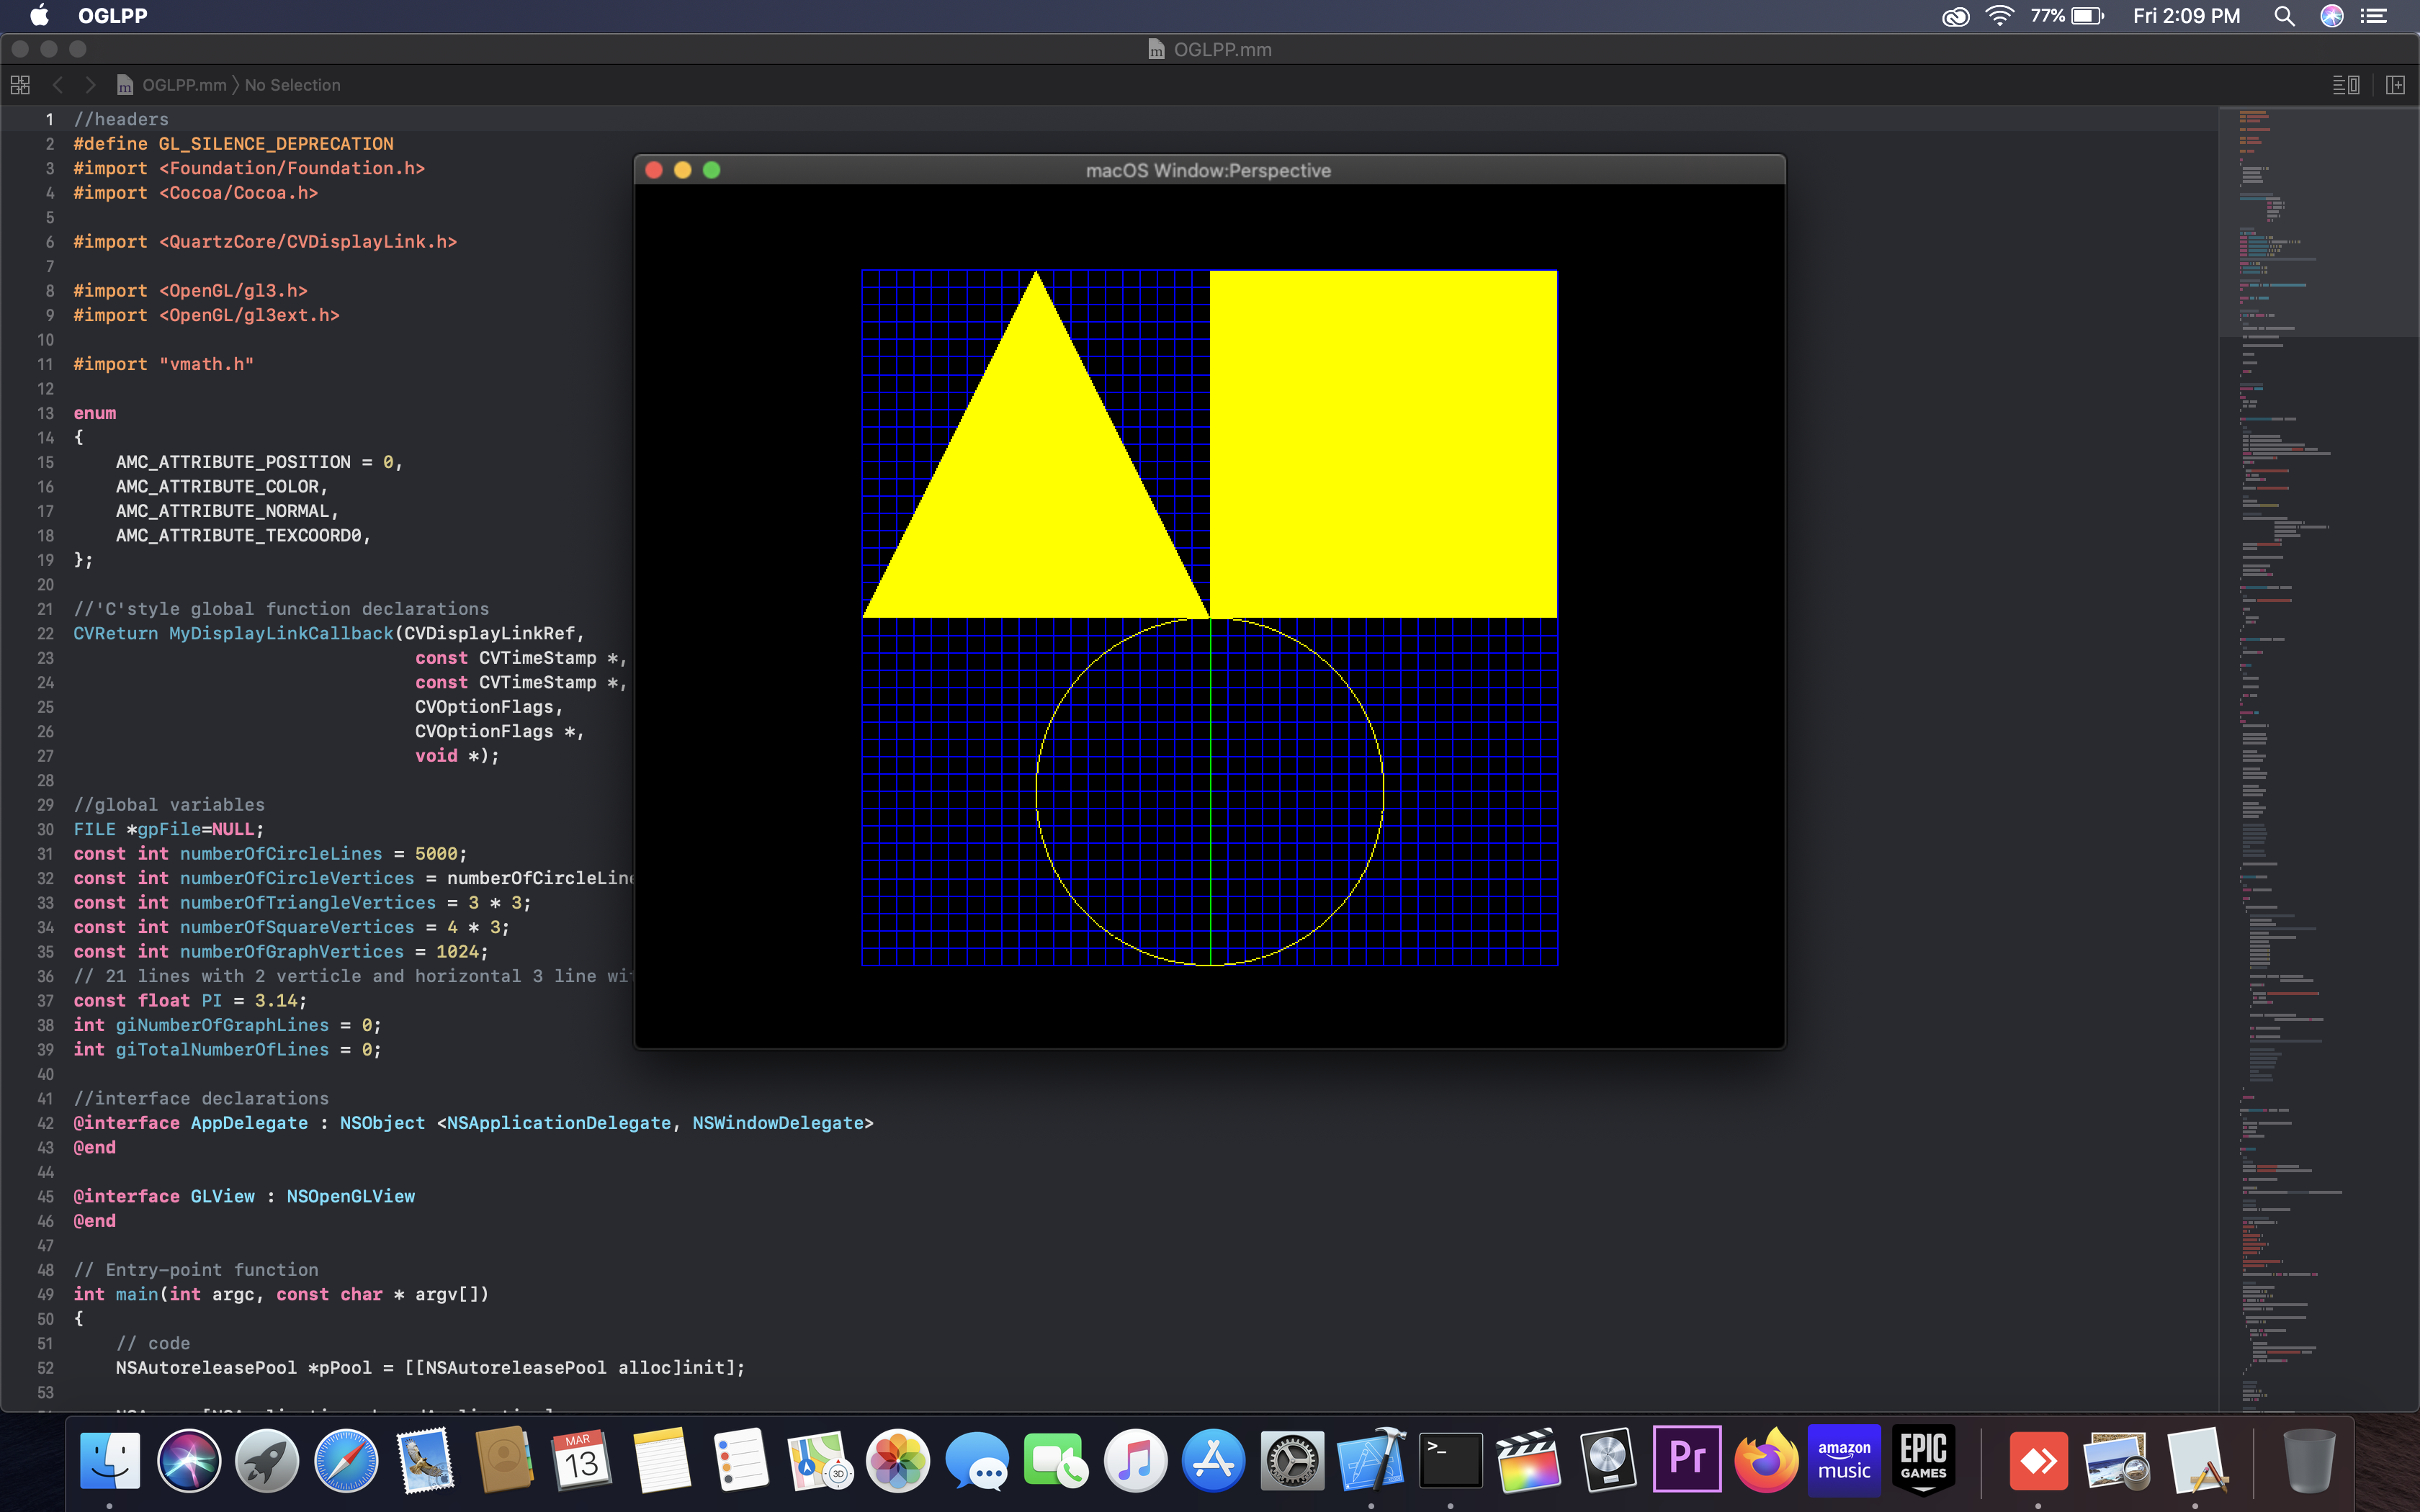 OGLPP
77%
Fri 2:09 PM
OGLPP.mm
OGLPP.mm
No Selection
1 //headers
2 #define GL_SILENCE_DEPRECATION
3 #import <Foundation/Foundation.h>
4 #import <Cocoa/Cocoa.h>
5
6 #import <QuartzCore/CVDisplayLink.h>
7
8 #import <OpenGL/gl3.h>
9 #import <OpenGL/gl3ext.h>
10
11 #import "vmath.h"
12
13 enum
14 {
15 AMC_ATTRIBUTE_POSITION = 0,
16 AMC_ATTRIBUTE_COLOR,
17 AMC_ATTRIBUTE_NORMAL,
18 AMC_ATTRIBUTE_TEXCOORD0,
19 };
20
21 //'C'style global function declarations
22 CVReturn MyDisplayLinkCallback(CVDisplayLinkRef,
23 const CVTimeStamp *,
24 const CVTimeStamp *,
25 CVOptionFlags,
26 CVOptionFlags *,
27 void *);
28
29 //global variables
30 FILE *gpFile=NULL;
31 const int numberOfCircleLines = 5000;
32 const int numberOfCircleVertices = numberOfCircleLine
33 const int numberOfTriangleVertices = 3 * 3;
34 const int numberOfSquareVertices = 4 * 3;
35 const int numberOfGraphVertices = 1024;
36 // 21 lines with 2 verticle and horizontal 3 line wi
37 const float PI = 3.14;
38 int giNumberOfGraphLines = 0;
39 int giTotalNumberOfLines = 0;
40
41 //interface declarations
42 @interface AppDelegate : NSObject <NSApplicationDelegate, NSWindowDelegate>
43 @end
44
45 @interface GLView : NSOpenGLView
46 @end
47
48 // Entry-point function
49 int main(int argc, const char * argv[])
50 {
51 // code
52 NSAutoreleasePool *pPool = [[NSAutoreleasePool alloc]init];
53
macOS Window:Perspective
MAR
13
3D
>_
Pr
amazon
music
EPIC
GAMES